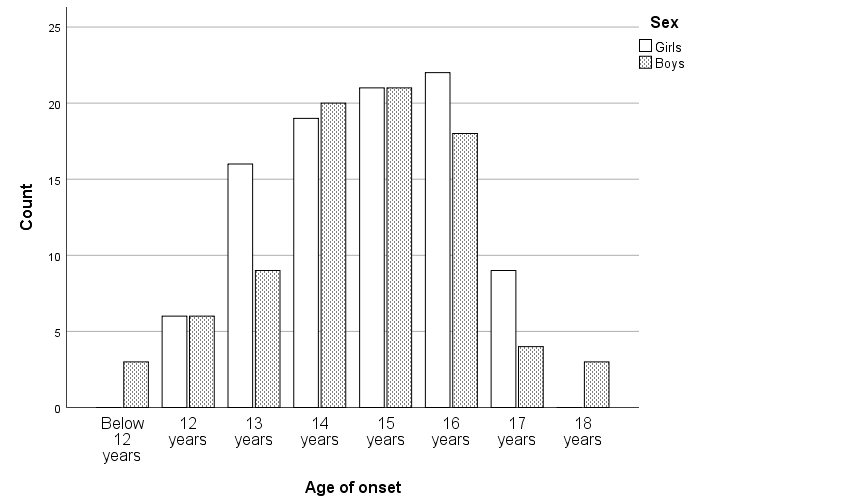 Sex
Girls
Boys
25
20
15
10
5
0
Count
Below 12 years
12 years
13 years
14 years
15 years
16 years
17 years
18 years
Age of onset